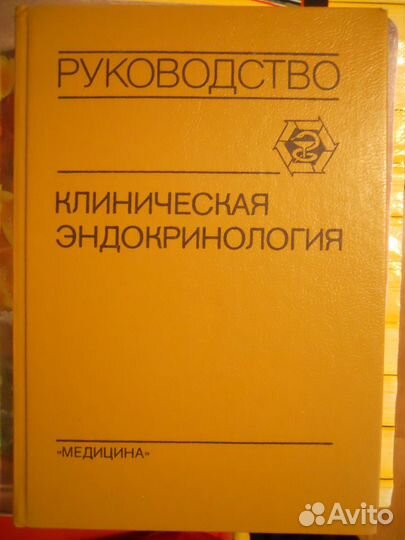 РУКОВОДСТВО
КЛИНИЧЕСКАЯ
ЭНДОКРИНОЛОГИЯ
«МЕДИЦИНА»
Avito